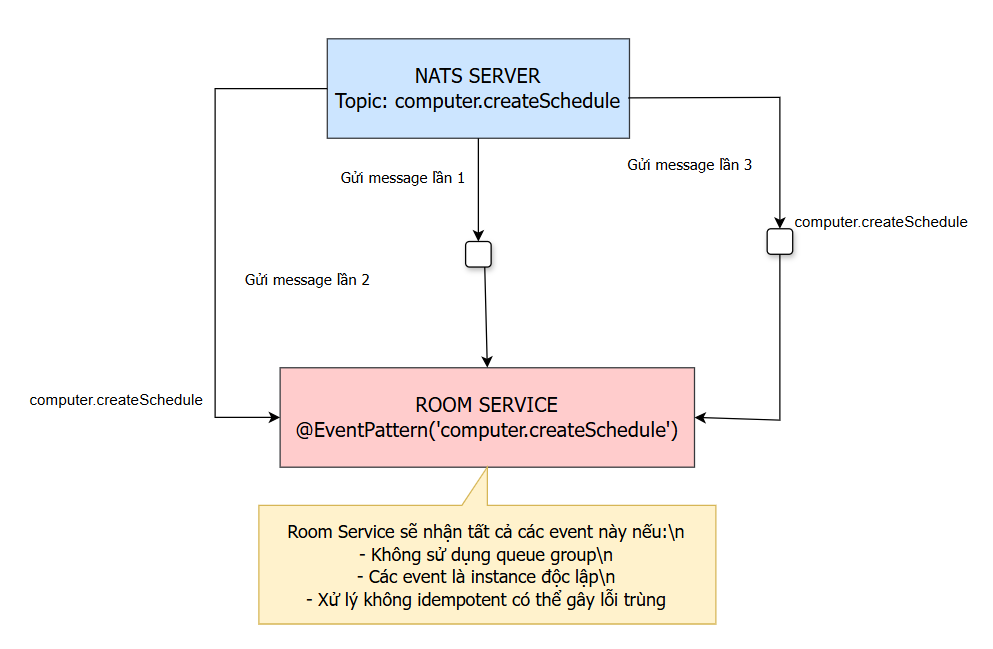 NATS SERVER
Topic: computer.createSchedule
Gửi message lần 1
Gửi message lần 3
computer.createSchedule
Gửi message lần 2
computer.createSchedule
ROOM SERVICE
@EventPattern('computer.createSchedule')
Room Service sẽ nhận tất cả các event này nếu:\n
- Không sử dụng queue group\n
- Các event là instance độc lập\n
- Xử lý không idempotent có thể gây lỗi trùng